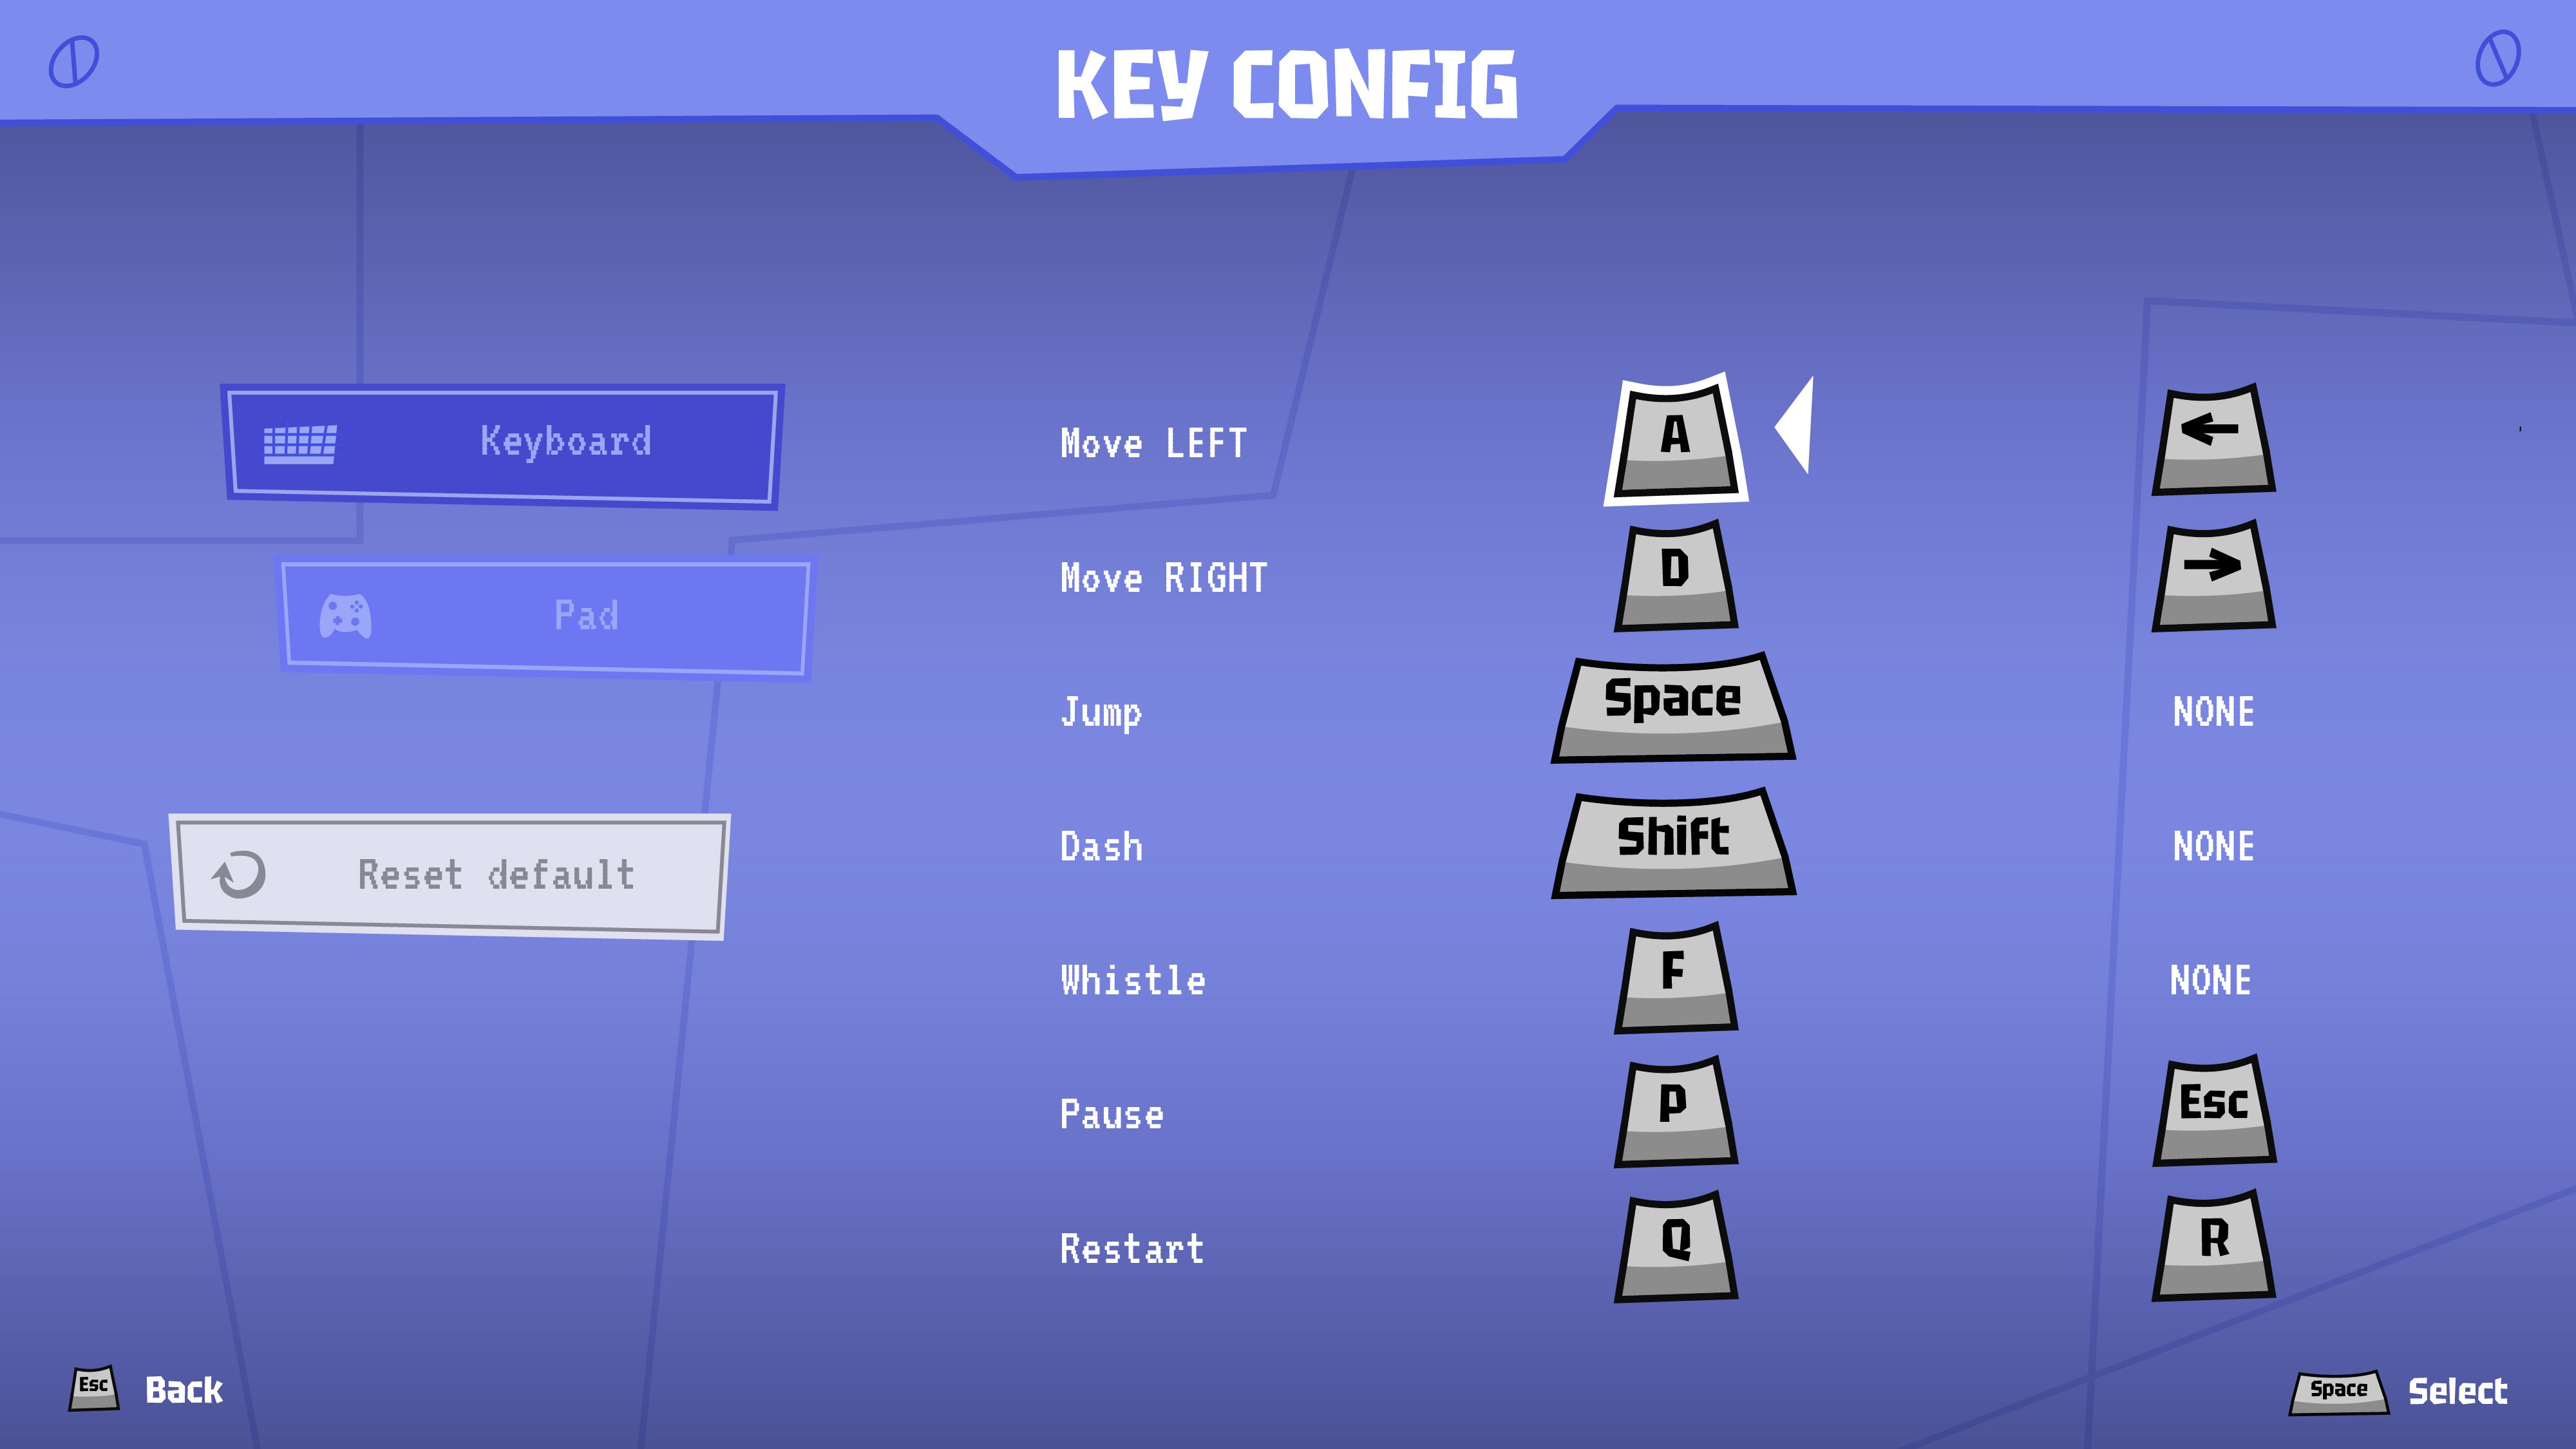 KEY CONFIG
Keyboard
Pad
Reset default
Move LEFT A ←
Move RIGHT D →
Jump Space NONE
Dash Shift NONE
Whistle F NONE
Pause P Esc
Restart Q R
Esc Back
Space Select